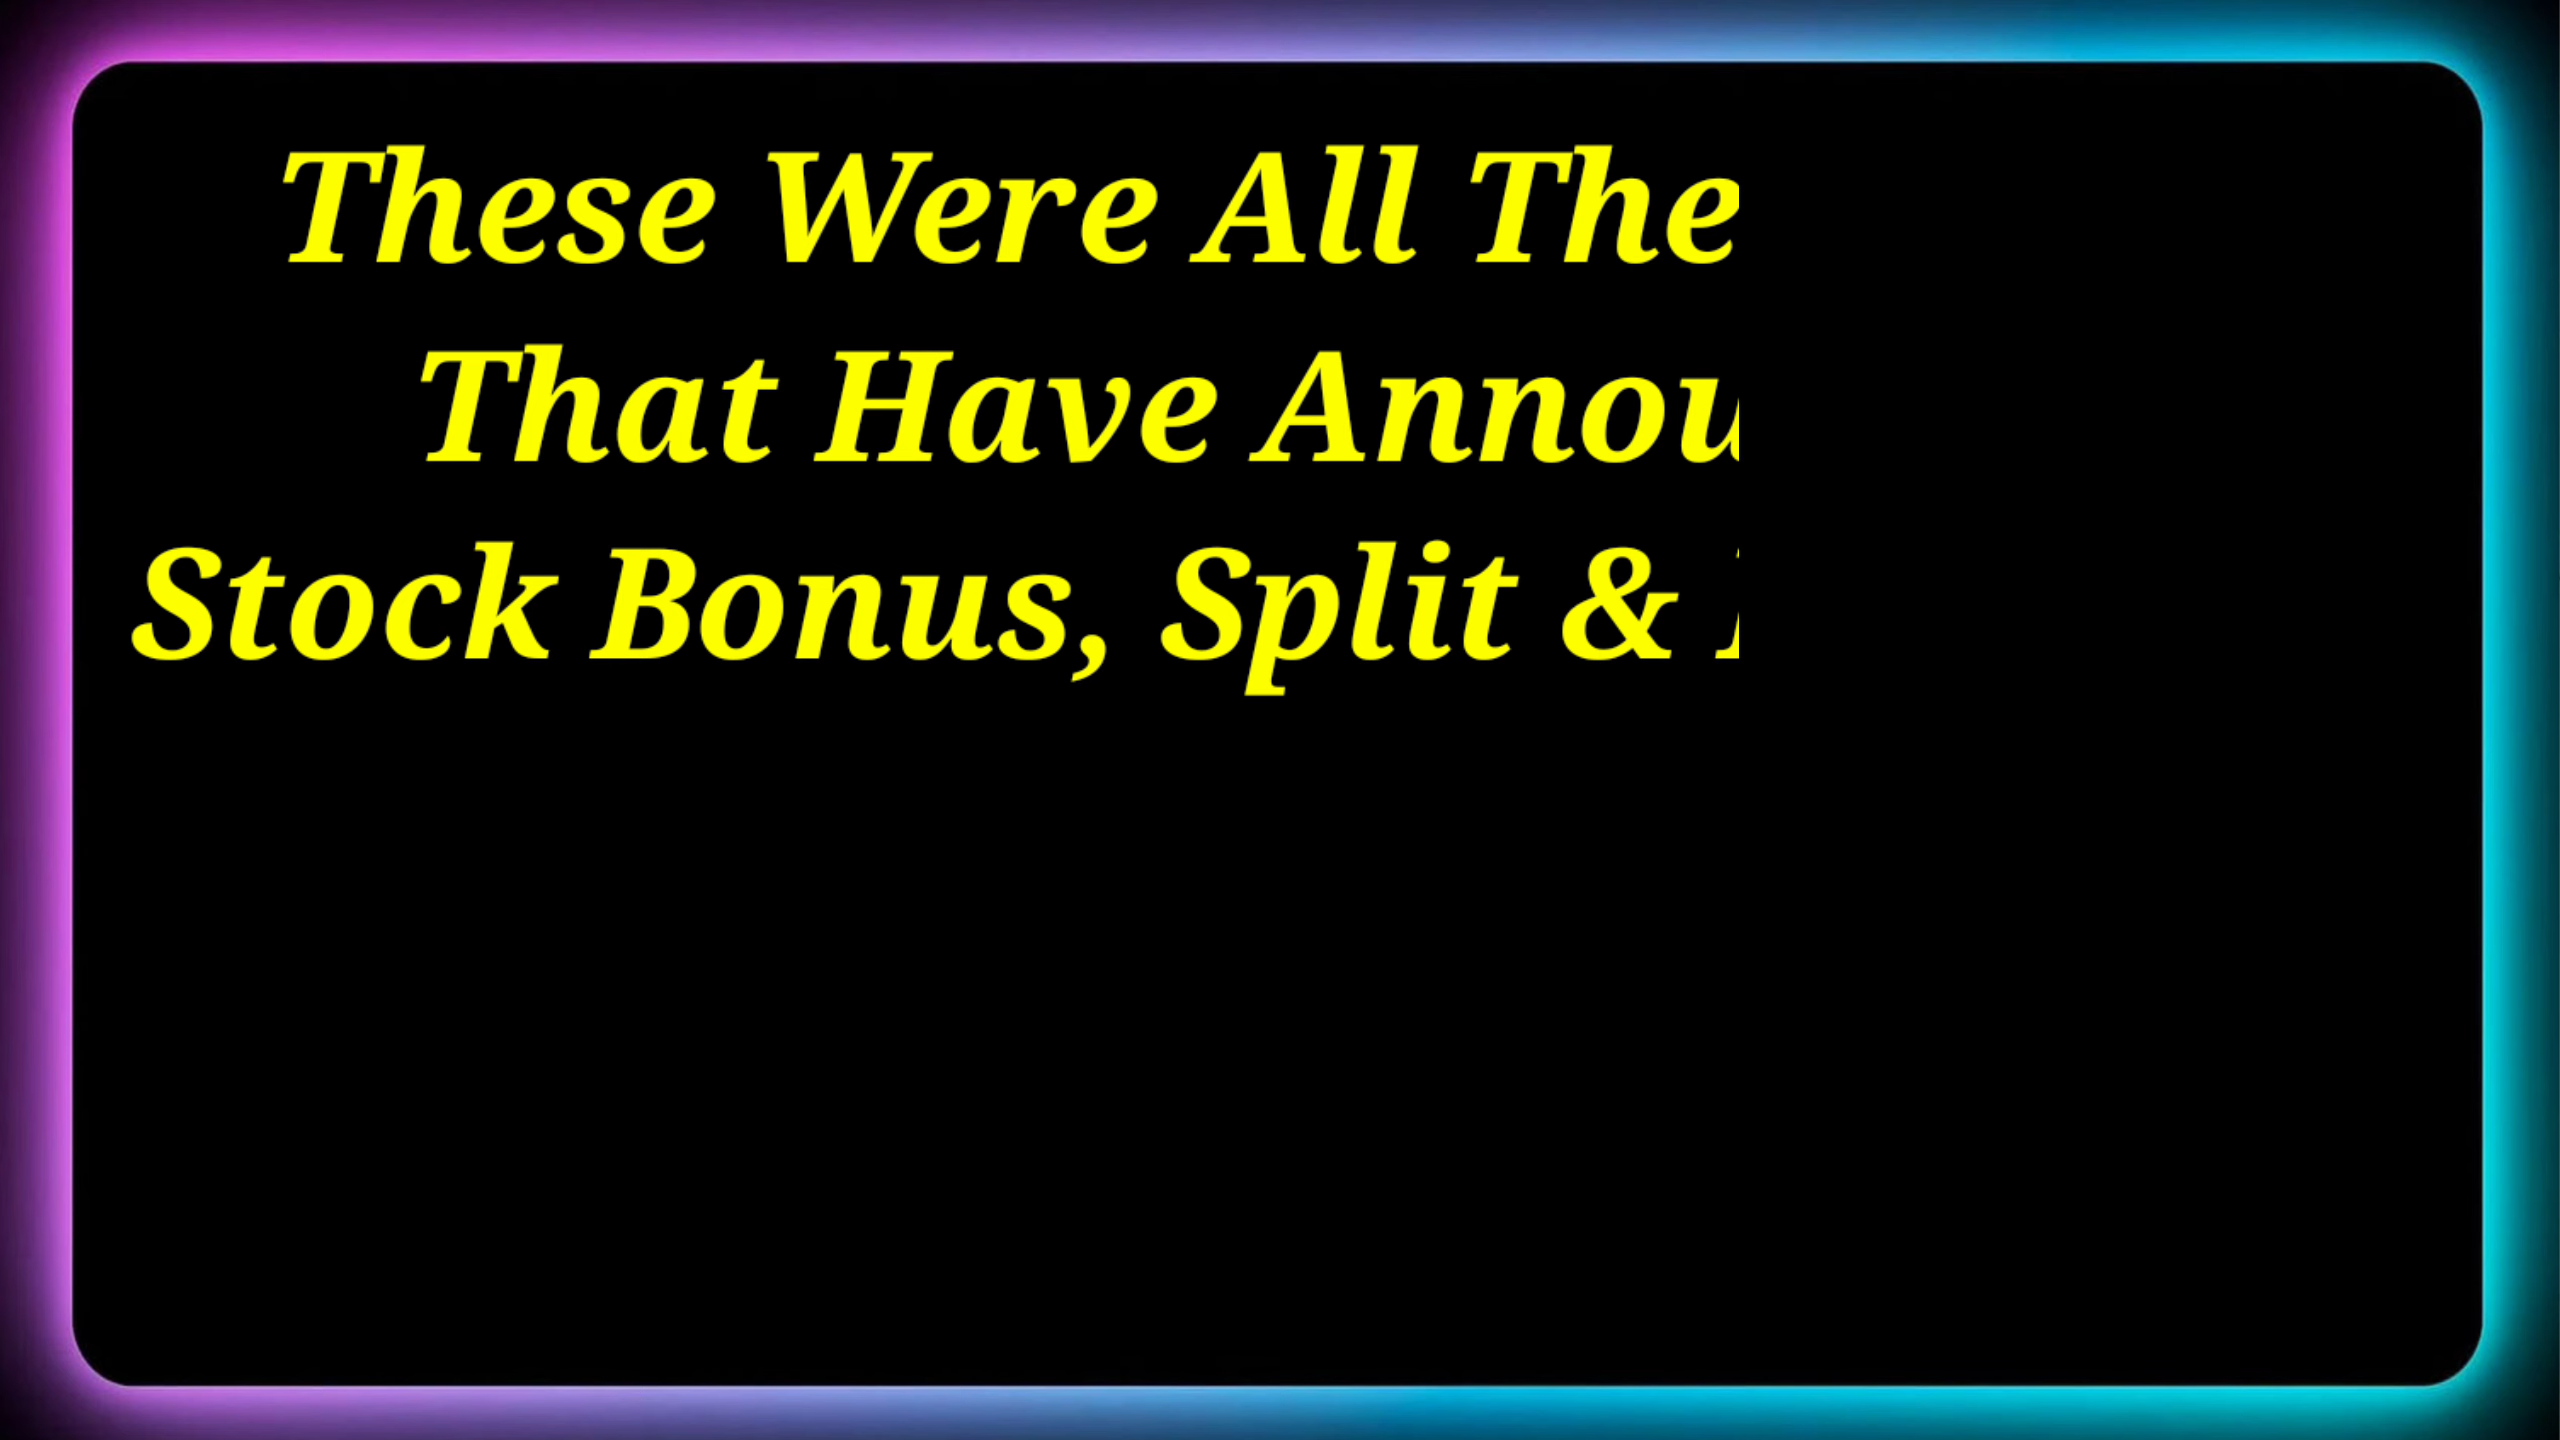 These Were All The
That Have Annou
Stock Bonus, Split &